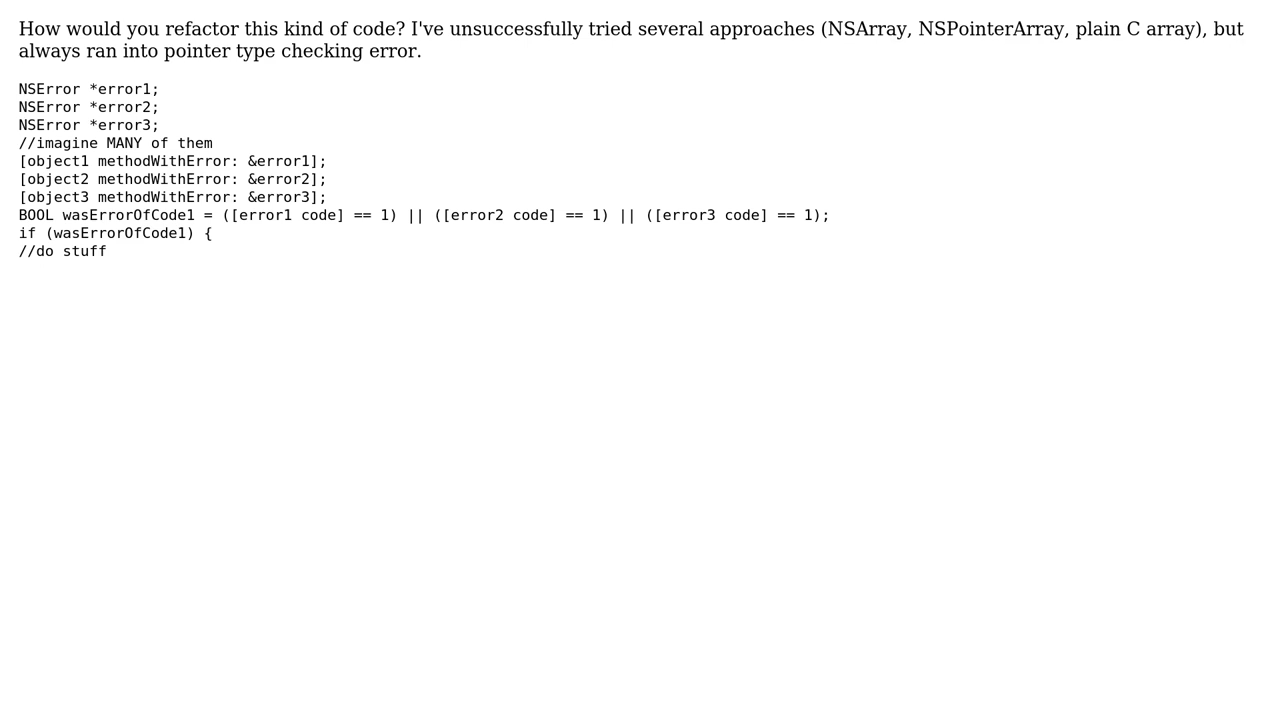 How would you refactor this kind of code? I've unsuccessfully tried several approaches (NSArray, NSPointerArray, plain C array), but
always ran into pointer type checking error.
NSError *error1;
NSError *error2;
NSError *error3;
//imagine MANY of them
[object1 methodWithError: &error1];
[object2 methodWithError: &error2];
[object3 methodWithError: &error3];
BOOL wasErrorOfCode1 = ([error1 code] == 1) || ([error2 code] == 1) || ([error3 code] == 1);
if (wasErrorOfCode1) {
//do stuff